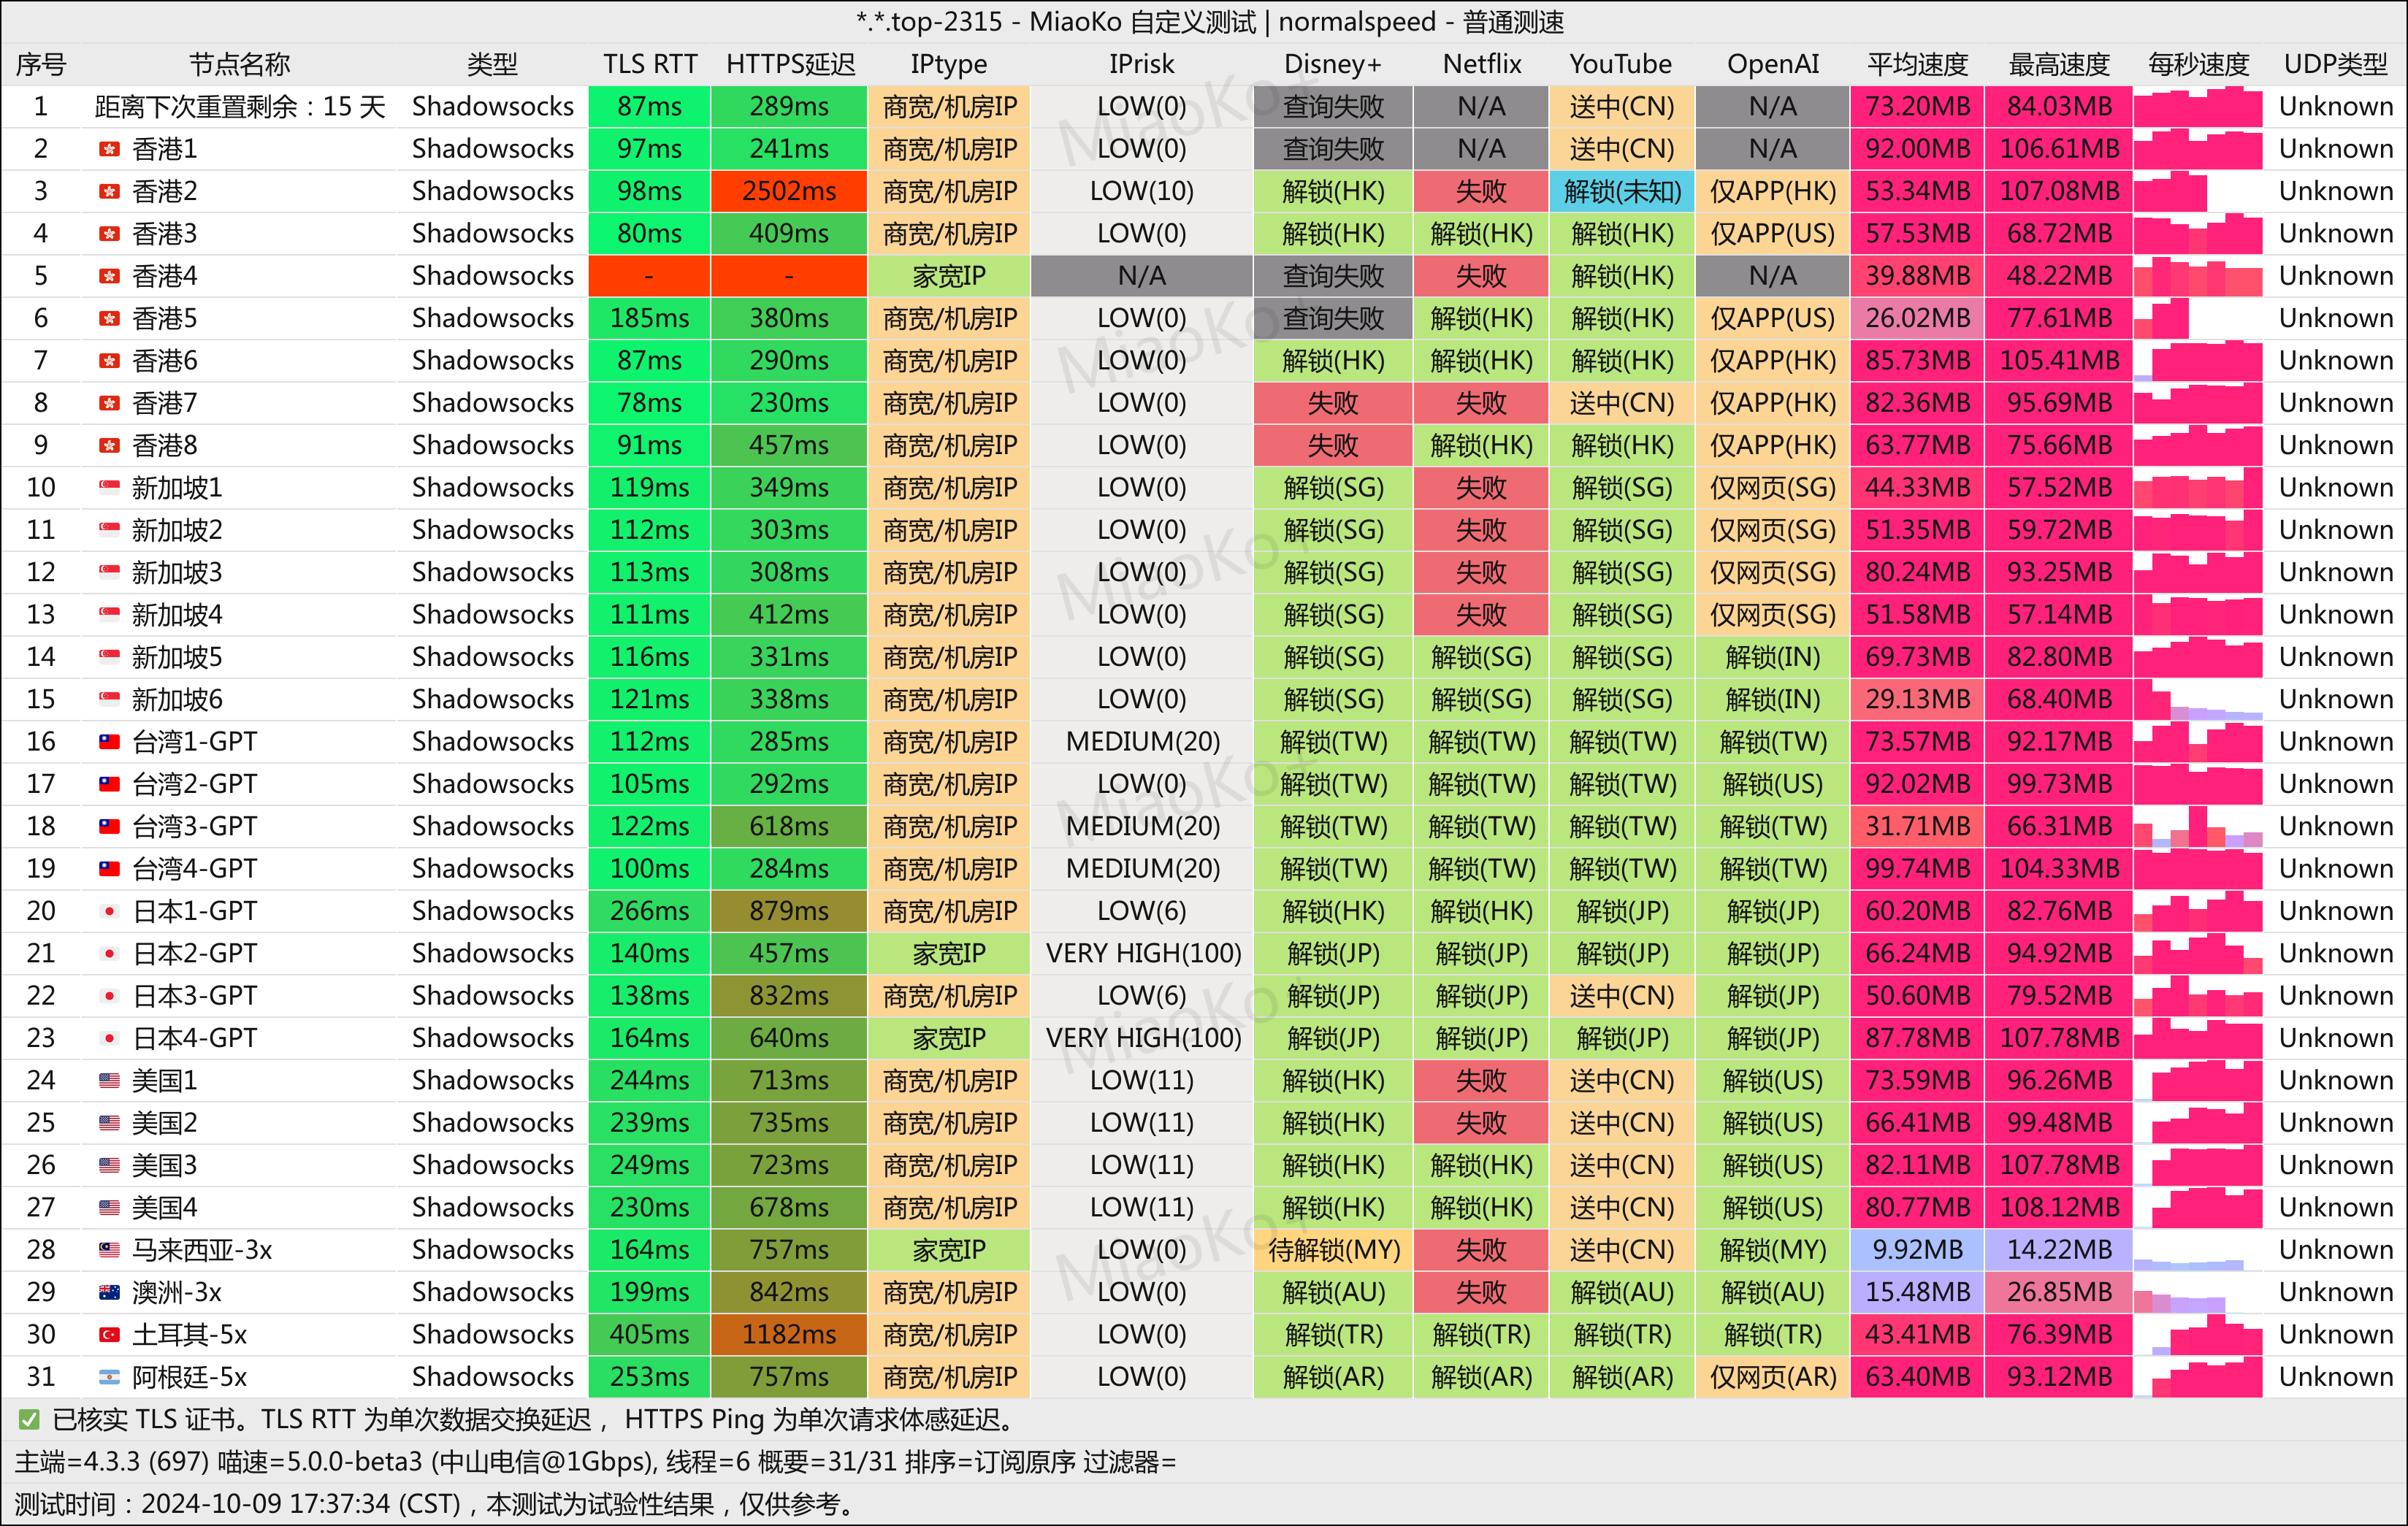 *.*.top-2315 - MiaoKo 自定义测试 | normalspeed - 普通测速
序号 节点名称 类型 TLS RTT HTTPS延迟 IPtype IPrisk Disney+ Netflix YouTube OpenAI 平均速度 最高速度 每秒速度 UDP类型
1 距离下次重置剩余：15 天 Shadowsocks 87ms 289ms 商宽/机房IP LOW(0) 查询失败 N/A 送中(CN) N/A 73.20MB 84.03MB Unknown
2 香港1 Shadowsocks 97ms 241ms 商宽/机房IP LOW(0) 查询失败 N/A 送中(CN) N/A 92.00MB 106.61MB Unknown
3 香港2 Shadowsocks 98ms 2502ms 商宽/机房IP LOW(10) 解锁(HK) 失败 解锁(未知) 仅APP(HK) 53.34MB 107.08MB Unknown
4 香港3 Shadowsocks 80ms 409ms 商宽/机房IP LOW(0) 解锁(HK) 解锁(HK) 解锁(HK) 仅APP(US) 57.53MB 68.72MB Unknown
5 香港4 Shadowsocks - - 家宽IP N/A 查询失败 失败 解锁(HK) N/A 39.88MB 48.22MB Unknown
6 香港5 Shadowsocks 185ms 380ms 商宽/机房IP LOW(0) 查询失败 解锁(HK) 解锁(HK) 仅APP(US) 26.02MB 77.61MB Unknown
7 香港6 Shadowsocks 87ms 290ms 商宽/机房IP LOW(0) 解锁(HK) 解锁(HK) 解锁(HK) 仅APP(HK) 85.73MB 105.41MB Unknown
8 香港7 Shadowsocks 78ms 230ms 商宽/机房IP LOW(0) 失败 失败 送中(CN) 仅APP(HK) 82.36MB 95.69MB Unknown
9 香港8 Shadowsocks 91ms 457ms 商宽/机房IP LOW(0) 失败 解锁(HK) 解锁(HK) 仅APP(HK) 63.77MB 75.66MB Unknown
10 新加坡1 Shadowsocks 119ms 349ms 商宽/机房IP LOW(0) 解锁(SG) 失败 解锁(SG) 仅网页(SG) 44.33MB 57.52MB Unknown
11 新加坡2 Shadowsocks 112ms 303ms 商宽/机房IP LOW(0) 解锁(SG) 失败 解锁(SG) 仅网页(SG) 51.35MB 59.72MB Unknown
12 新加坡3 Shadowsocks 113ms 308ms 商宽/机房IP LOW(0) 解锁(SG) 失败 解锁(SG) 仅网页(SG) 80.24MB 93.25MB Unknown
13 新加坡4 Shadowsocks 111ms 412ms 商宽/机房IP LOW(0) 解锁(SG) 失败 解锁(SG) 仅网页(SG) 51.58MB 57.14MB Unknown
14 新加坡5 Shadowsocks 116ms 331ms 商宽/机房IP LOW(0) 解锁(SG) 解锁(SG) 解锁(SG) 解锁(IN) 69.73MB 82.80MB Unknown
15 新加坡6 Shadowsocks 121ms 338ms 商宽/机房IP LOW(0) 解锁(SG) 解锁(SG) 解锁(SG) 解锁(IN) 29.13MB 68.40MB Unknown
16 台湾1-GPT Shadowsocks 112ms 285ms 商宽/机房IP MEDIUM(20) 解锁(TW) 解锁(TW) 解锁(TW) 解锁(TW) 73.57MB 92.17MB Unknown
17 台湾2-GPT Shadowsocks 105ms 292ms 商宽/机房IP LOW(0) 解锁(TW) 解锁(TW) 解锁(TW) 解锁(US) 92.02MB 99.73MB Unknown
18 台湾3-GPT Shadowsocks 122ms 618ms 商宽/机房IP MEDIUM(20) 解锁(TW) 解锁(TW) 解锁(TW) 解锁(TW) 31.71MB 66.31MB Unknown
19 台湾4-GPT Shadowsocks 100ms 284ms 商宽/机房IP MEDIUM(20) 解锁(TW) 解锁(TW) 解锁(TW) 解锁(TW) 99.74MB 104.33MB Unknown
20 日本1-GPT Shadowsocks 266ms 879ms 商宽/机房IP LOW(6) 解锁(HK) 解锁(HK) 解锁(JP) 解锁(JP) 60.20MB 82.76MB Unknown
21 日本2-GPT Shadowsocks 140ms 457ms 家宽IP VERY HIGH(100) 解锁(JP) 解锁(JP) 解锁(JP) 解锁(JP) 66.24MB 94.92MB Unknown
22 日本3-GPT Shadowsocks 138ms 832ms 商宽/机房IP LOW(6) 解锁(JP) 解锁(JP) 送中(CN) 解锁(JP) 50.60MB 79.52MB Unknown
23 日本4-GPT Shadowsocks 164ms 640ms 家宽IP VERY HIGH(100) 解锁(JP) 解锁(JP) 解锁(JP) 解锁(JP) 87.78MB 107.78MB Unknown
24 美国1 Shadowsocks 244ms 713ms 商宽/机房IP LOW(11) 解锁(HK) 失败 送中(CN) 解锁(US) 73.59MB 96.26MB Unknown
25 美国2 Shadowsocks 239ms 735ms 商宽/机房IP LOW(11) 解锁(HK) 失败 送中(CN) 解锁(US) 66.41MB 99.48MB Unknown
26 美国3 Shadowsocks 249ms 723ms 商宽/机房IP LOW(11) 解锁(HK) 解锁(HK) 送中(CN) 解锁(US) 82.11MB 107.78MB Unknown
27 美国4 Shadowsocks 230ms 678ms 商宽/机房IP LOW(11) 解锁(HK) 解锁(HK) 送中(CN) 解锁(US) 80.77MB 108.12MB Unknown
28 马来西亚-3x Shadowsocks 164ms 757ms 家宽IP LOW(0) 待解锁(MY) 失败 送中(CN) 解锁(MY) 9.92MB 14.22MB Unknown
29 澳洲-3x Shadowsocks 199ms 842ms 商宽/机房IP LOW(0) 解锁(AU) 失败 解锁(AU) 解锁(AU) 15.48MB 26.85MB Unknown
30 土耳其-5x Shadowsocks 405ms 1182ms 商宽/机房IP LOW(0) 解锁(TR) 解锁(TR) 解锁(TR) 解锁(TR) 43.41MB 76.39MB Unknown
31 阿根廷-5x Shadowsocks 253ms 757ms 商宽/机房IP LOW(0) 解锁(AR) 解锁(AR) 解锁(AR) 仅网页(AR) 63.40MB 93.12MB Unknown
✅ 已核实 TLS 证书。TLS RTT 为单次数据交换延迟， HTTPS Ping 为单次请求体感延迟。
主端=4.3.3 (697) 喵速=5.0.0-beta3 (中山电信@1Gbps), 线程=6 概要=31/31 排序=订阅原序 过滤器=
测试时间：2024-10-09 17:37:34 (CST)，本测试为试验性结果，仅供参考。
MiaoKo+
MiaoKo+
MiaoKo+
MiaoKo+
MiaoKo+
MiaoKo+